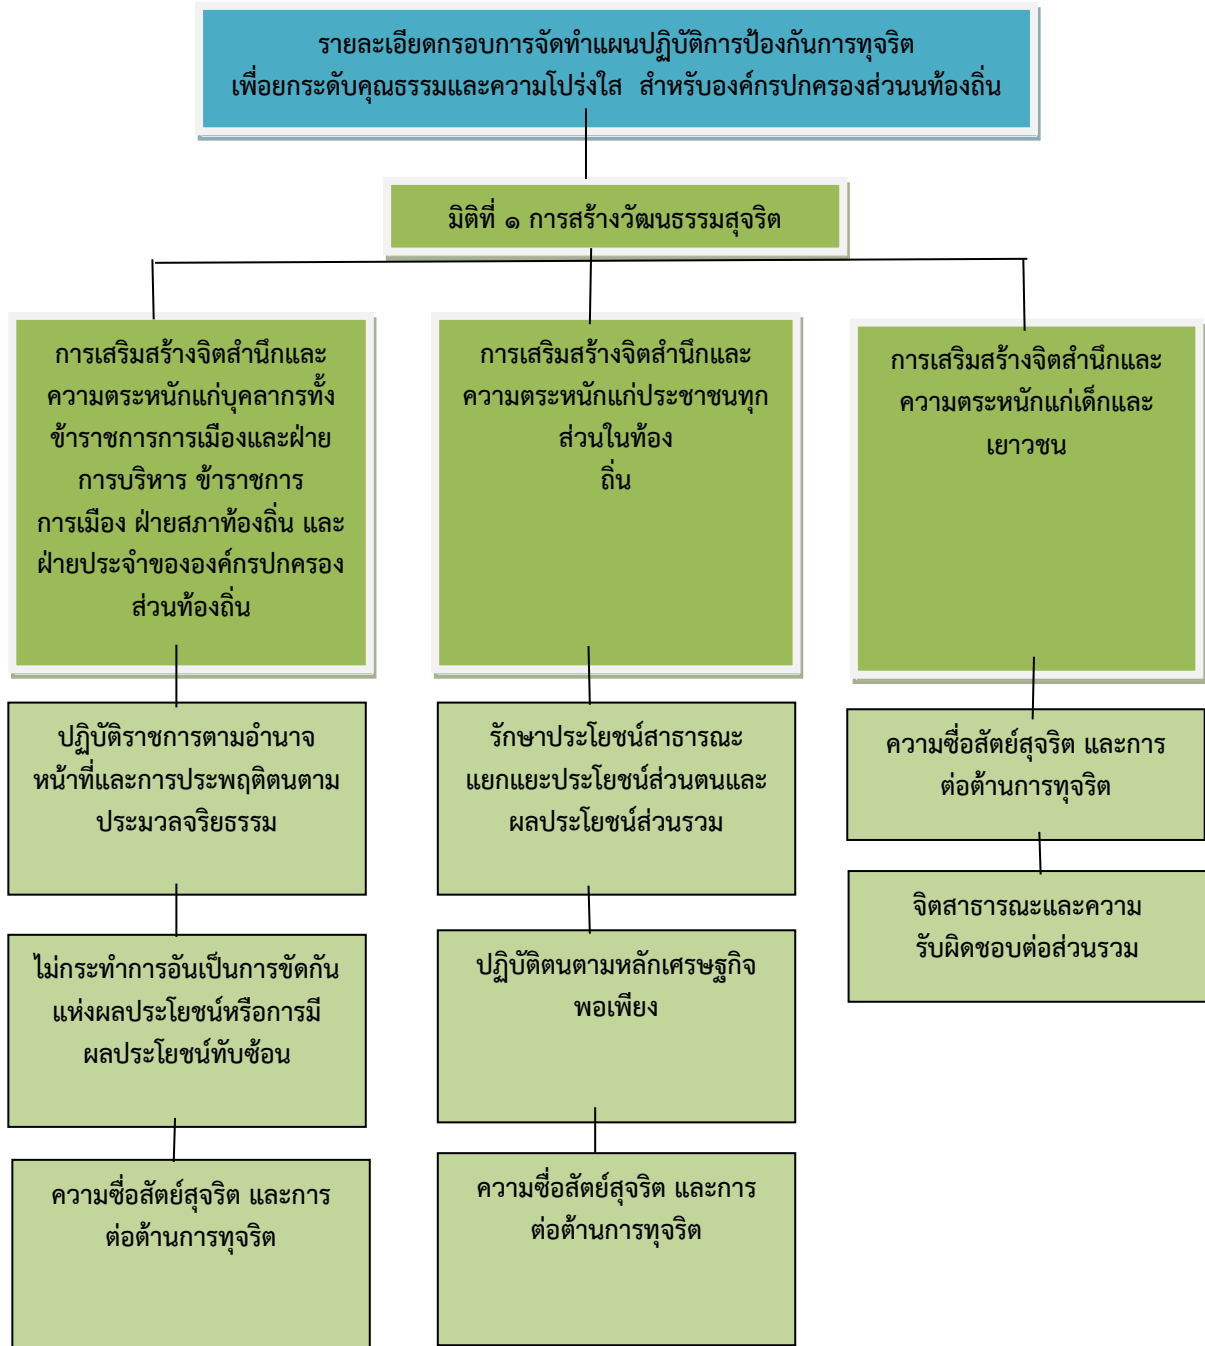 รายละเอียดกรอบการจัดทำแผนปฏิบัติการป้องกันการทุจริต
เพื่อยกระดับคุณธรรมและความโปร่งใส สำหรับองค์กรปกครองส่วนนท้องถิ่น
มิติที่ ๑ การสร้างวัฒนธรรมสุจริต
การเสริมสร้างจิตสำนึกและ
ความตระหนักแก่บุคลากรทั้ง
ข้าราชการการเมืองและฝ่าย
การบริหาร ข้าราชการ
การเมือง ฝ่ายสภาท้องถิ่น และ
ฝ่ายประจำขององค์กรปกครอง
ส่วนท้องถิ่น
ปฏิบัติราชการตามอำนาจ
หน้าที่และการประพฤติตนตาม
ประมวลจริยธรรม
ไม่กระทำการอันเป็นการขัดกัน
แห่งผลประโยชน์หรือการมี
ผลประโยชน์ทับซ้อน
ความซื่อสัตย์สุจริต และการ
ต่อต้านการทุจริต
การเสริมสร้างจิตสำนึกและ
ความตระหนักแก่ประชาชนทุก
ส่วนในท้อง
ถิ่น
รักษาประโยชน์สาธารณะ
แยกแยะประโยชน์ส่วนตนและ
ผลประโยชน์ส่วนรวม
ปฏิบัติตนตามหลักเศรษฐกิจ
พอเพียง
ความซื่อสัตย์สุจริต และการ
ต่อต้านการทุจริต
การเสริมสร้างจิตสำนึกและ
ความตระหนักแก่เด็กและ
เยาวชน
ความซื่อสัตย์สุจริต และการ
ต่อต้านการทุจริต
จิตสาธารณะและความ
รับผิดชอบต่อส่วนรวม